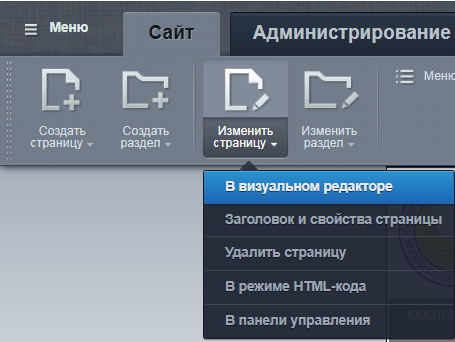 Меню
Сайт
Администрирование
Создать
страницу
Создать
раздел
Изменить
страницу
Изменить
раздел
Меню
В визуальном редакторе
Заголовок и свойства страницы
Удалить страницу
В режиме HTML-кода
В панели управления